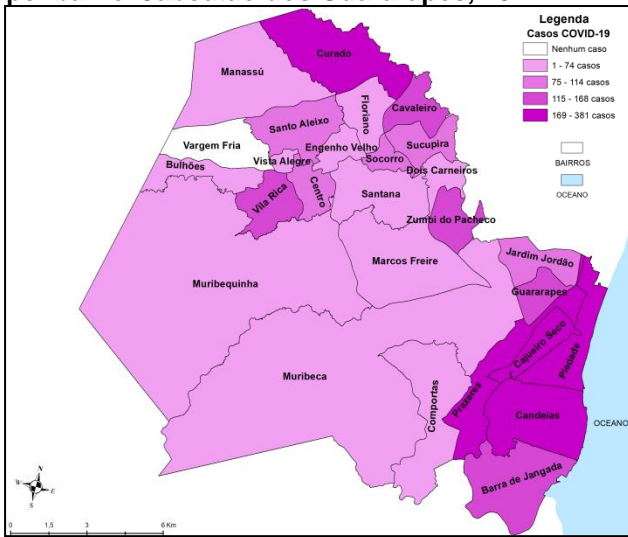 Legenda
Casos COVID-19
Nenhum caso
1 - 74 casos
75 - 114 casos
115 - 168 casos
169 - 381 casos
BAIRROS
OCEANO
Curado
Manassú
Floriano
Cavaleiro
Santo Aleixo
Vargem Fria
Engenho Velho
Sucupira
Vista Alegre
Socorro
Bulhões
Dois Carneiros
Vila Rica
Centro
Santana
Zumbi do Pacheco
Marcos Freire
Jardim Jordão
Muribequinha
Guararapes
Cajueiro Seco
Piedade
Muribeca
Comportas
Prazeres
Candeias
OCEANO
Barra de Jangada
N
W E
S
0 1,5 3 6 Km